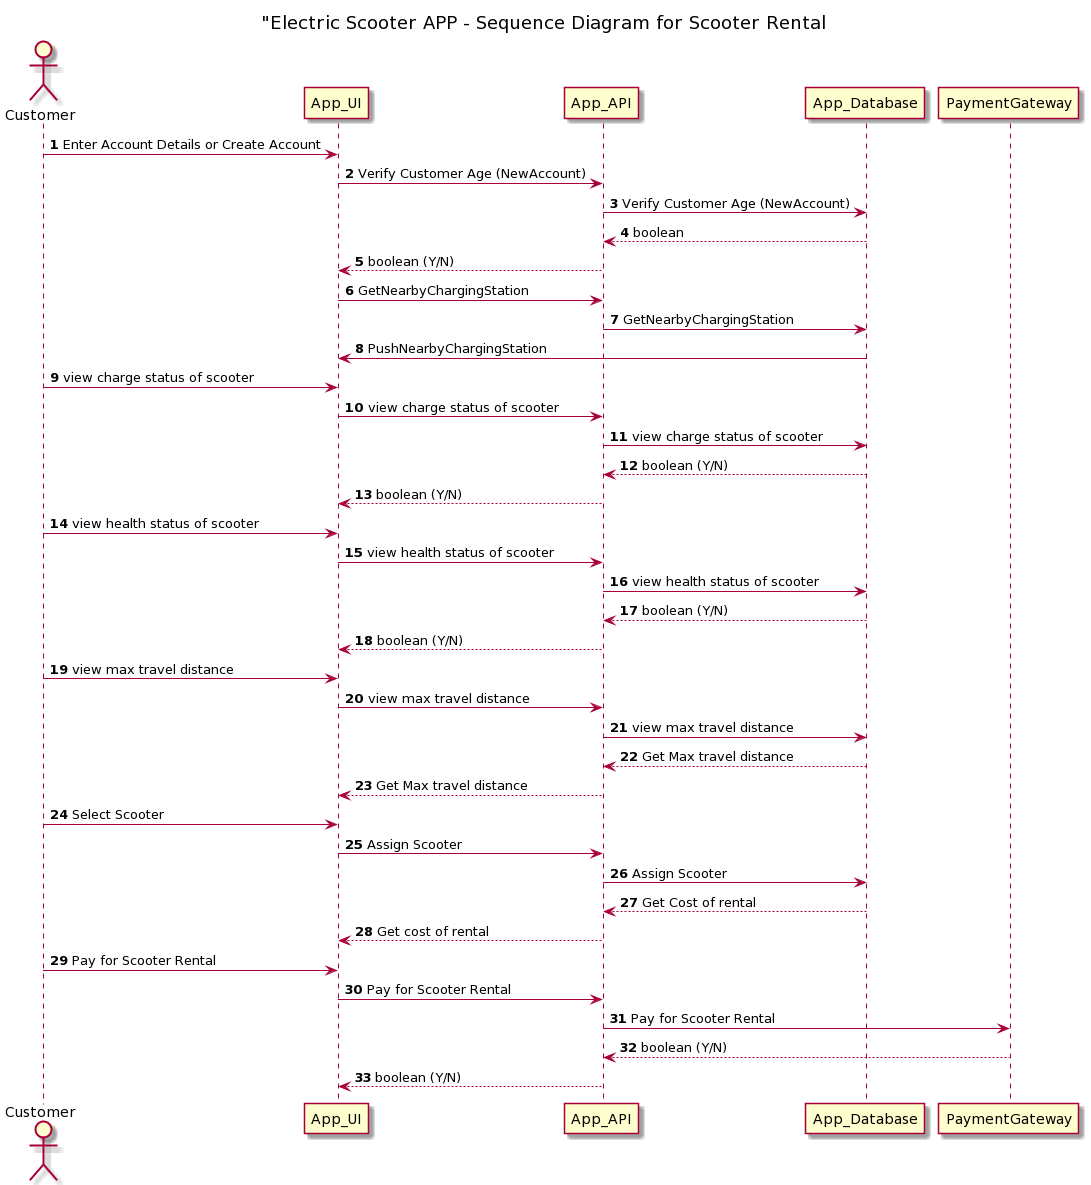 "Electric Scooter APP - Sequence Diagram for Scooter Rental
Customer
App_UI
App_API
App_Database
PaymentGateway
1 Enter Account Details or Create Account
2 Verify Customer Age (NewAccount)
3 Verify Customer Age (NewAccount)
4 boolean
5 boolean (Y/N)
6 GetNearbyChargingStation
7 GetNearbyChargingStation
8 PushNearbyChargingStation
9 view charge status of scooter
10 view charge status of scooter
11 view charge status of scooter
12 boolean (Y/N)
13 boolean (Y/N)
14 view health status of scooter
15 view health status of scooter
16 view health status of scooter
17 boolean (Y/N)
18 boolean (Y/N)
19 view max travel distance
20 view max travel distance
21 view max travel distance
22 Get Max travel distance
23 Get Max travel distance
24 Select Scooter
25 Assign Scooter
26 Assign Scooter
27 Get Cost of rental
28 Get cost of rental
29 Pay for Scooter Rental
30 Pay for Scooter Rental
31 Pay for Scooter Rental
32 boolean (Y/N)
33 boolean (Y/N)
Customer
App_UI
App_API
App_Database
PaymentGateway